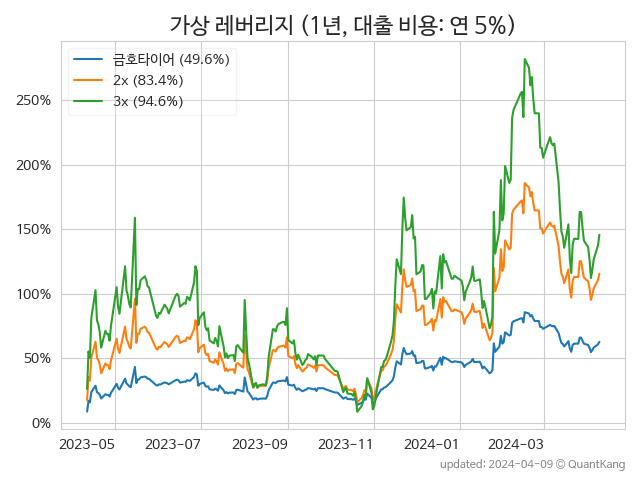 가상 레버리지 (1년, 대출 비용: 연 5%)
금호타이어 (49.6%)
2x (83.4%)
3x (94.6%)
250%
200%
150%
100%
50%
0%
2023-05 2023-07 2023-09 2023-11 2024-01 2024-03
updated: 2024-04-09 © QuantKang